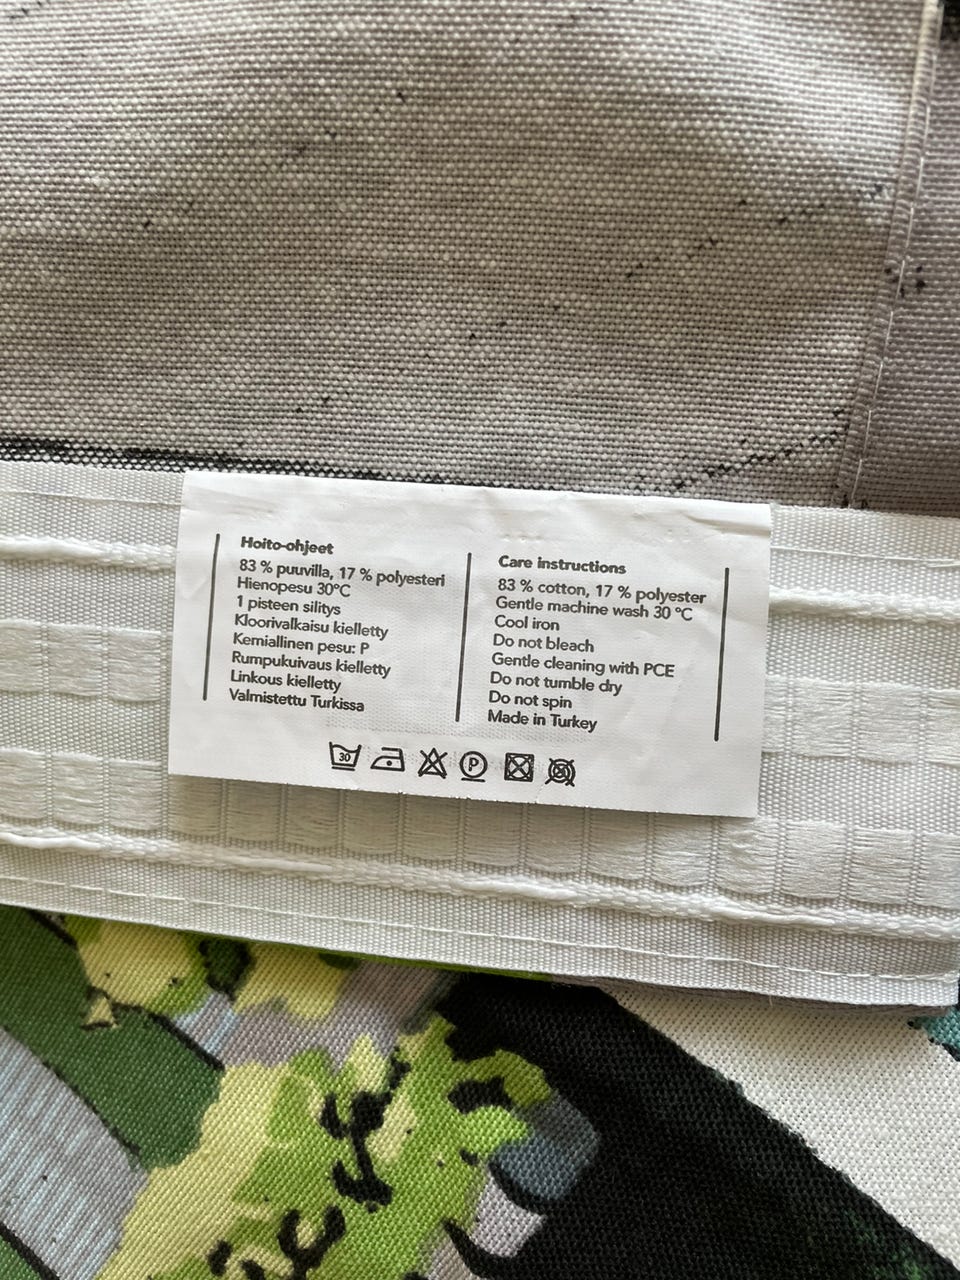 Hoito-ohjeet
83 % puuvilla, 17 % polyesteri
Hienopesu 30°C
1 pisteen silitys
Kloorivalkaisu kielletty
Kemiallinen pesu: P
Rumpukuivaus kielletty
Linkous kielletty
Valmistettu Turkissa
Care instructions
83 % cotton, 17 % polyester
Gentle machine wash 30 °C
Cool iron
Do not bleach
Gentle cleaning with PCE
Do not tumble dry
Do not spin
Made in Turkey
30 P